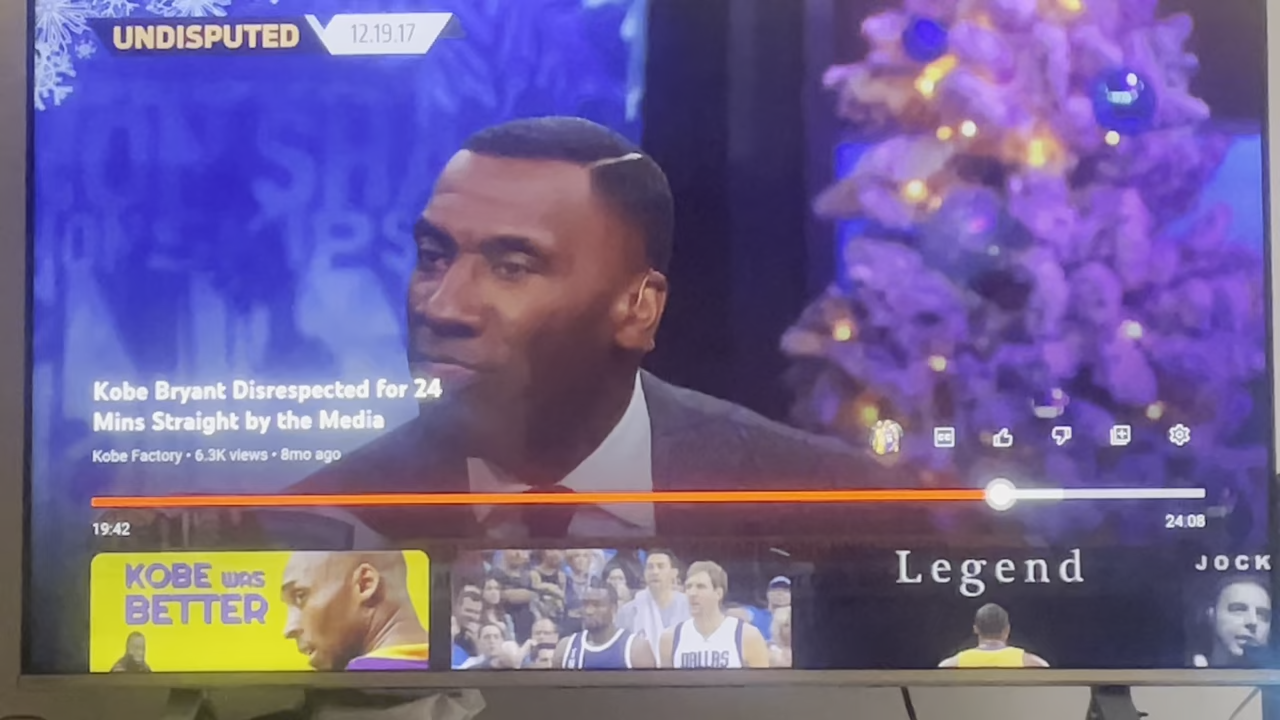 UNDISPUTED 12.19.17
Kobe Bryant Disrespected for 24
Mins Straight by the Media
Kobe Factory • 6.3K views • 8mo ago
CC
19:42
24:08
KOBE WAS
BETTER
DALLAS
Legend
JOCK